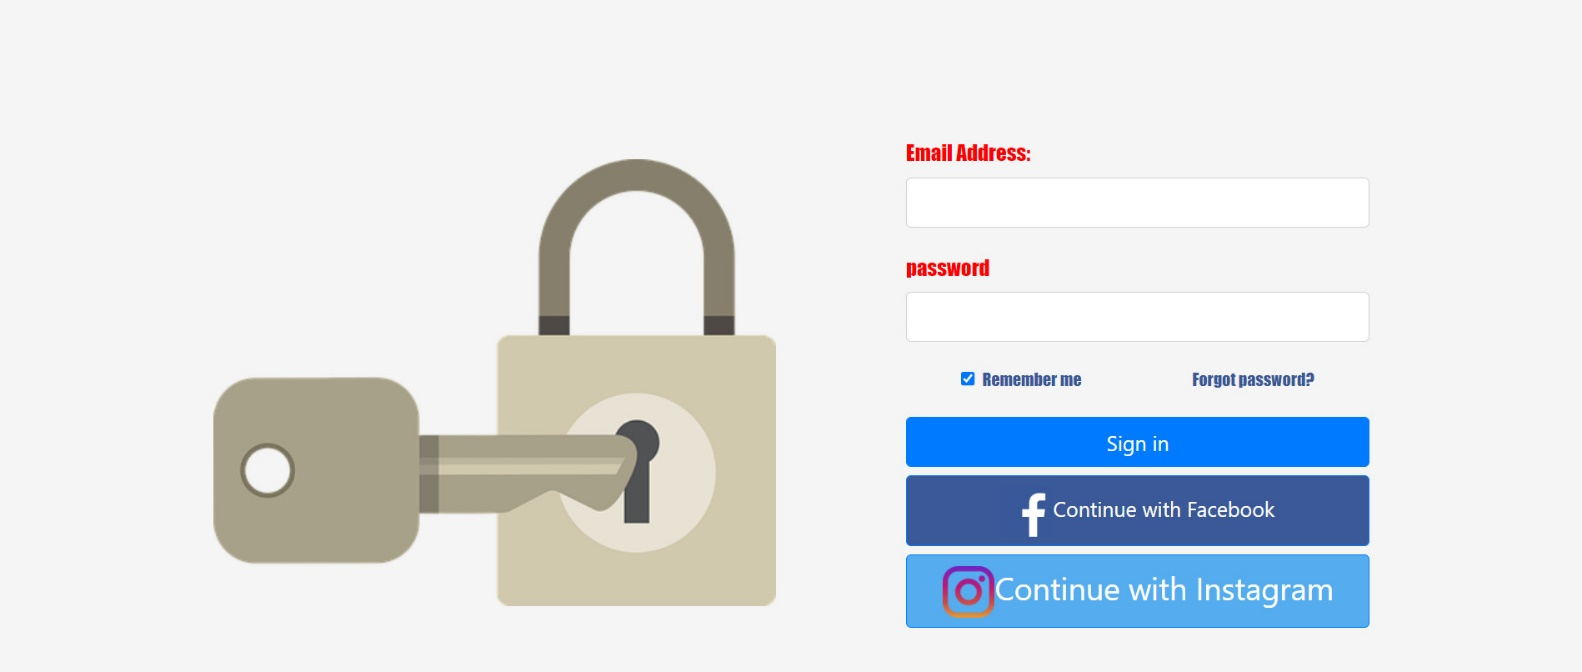 Email Address:
password
Remember me
Forgot password?
Sign in
Continue with Facebook
Continue with Instagram